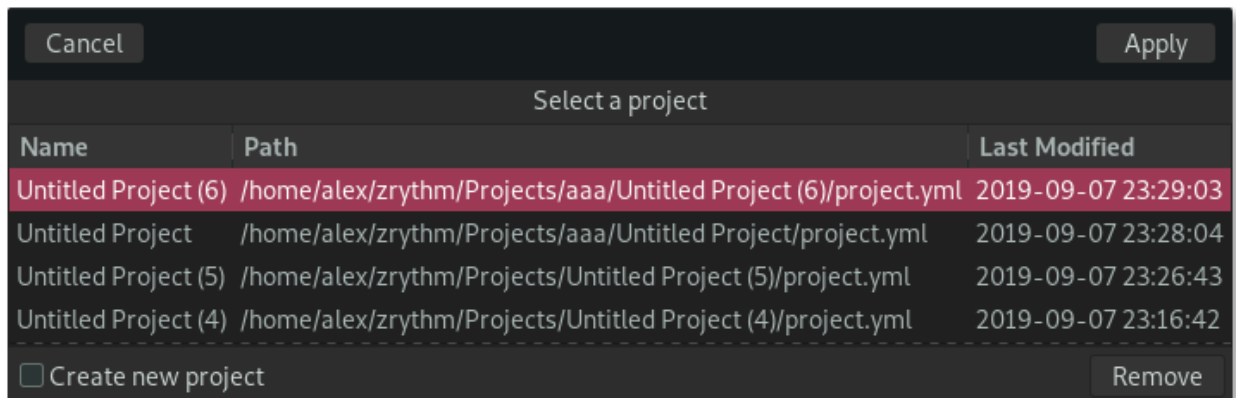 Cancel Apply
Select a project
Name Path Last Modified
Untitled Project (6) /home/alex/zrythm/Projects/aaa/Untitled Project (6)/project.yml 2019-09-07 23:29:03
Untitled Project /home/alex/zrythm/Projects/aaa/Untitled Project/project.yml 2019-09-07 23:28:04
Untitled Project (5) /home/alex/zrythm/Projects/Untitled Project (5)/project.yml 2019-09-07 23:26:43
Untitled Project (4) /home/alex/zrythm/Projects/Untitled Project (4)/project.yml 2019-09-07 23:16:42
Create new project Remove